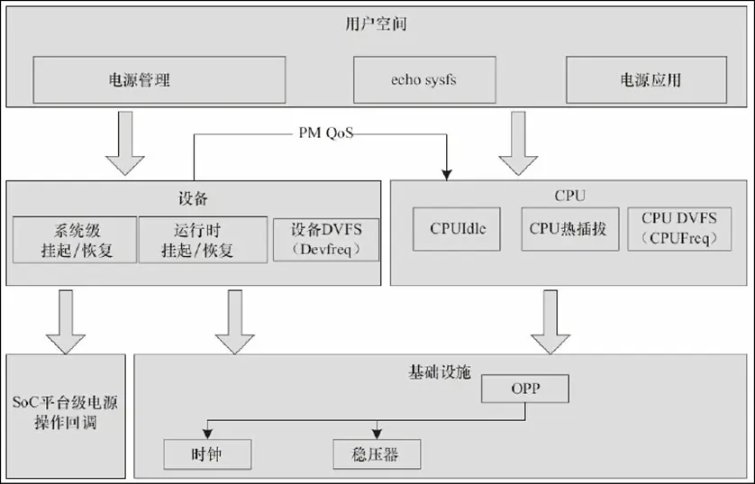 用户空间
电源管理
echo sysfs
电源应用
PM QoS
设备
系统级
挂起/恢复
运行时
挂起/恢复
设备DVFS
（Devfreq）
CPU
CPUIdle
CPU热插拔
CPU DVFS
（CPUFreq）
SoC平台级电源
操作回调
基础设施
OPP
时钟
稳压器